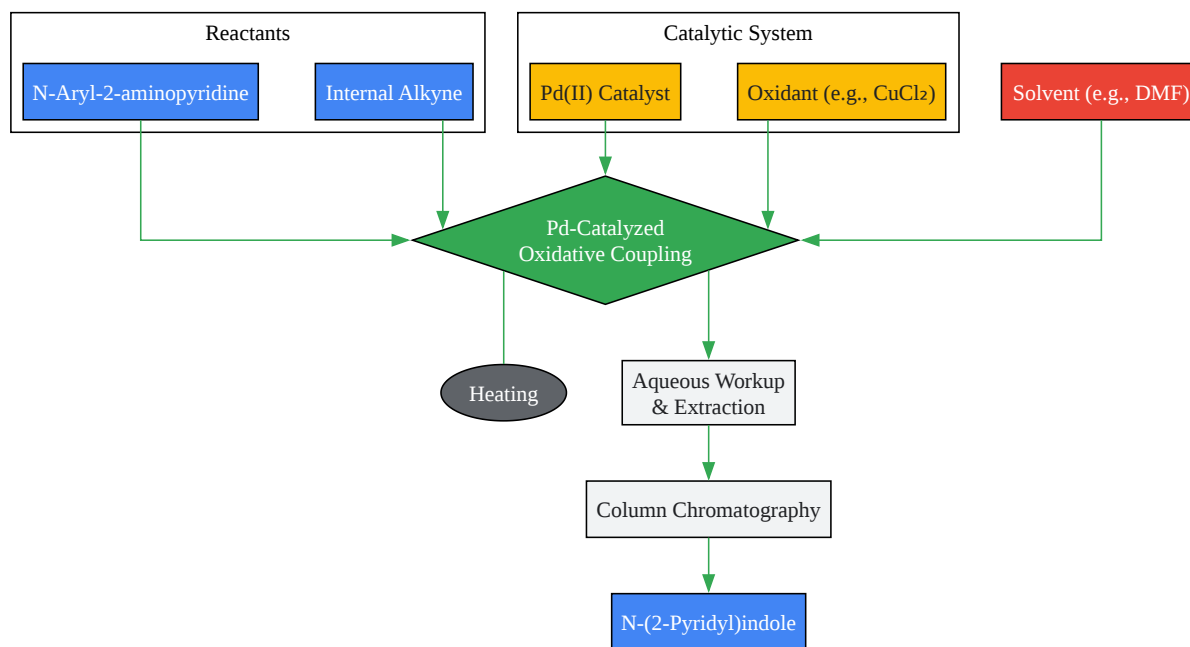 Reactants
Catalytic System
N-Aryl-2-aminopyridine
Internal Alkyne
Pd(II) Catalyst
Oxidant (e.g., CuCl₂)
Solvent (e.g., DMF)
Pd-Catalyzed
Oxidative Coupling
Heating
Aqueous Workup
& Extraction
Column Chromatography
N-(2-Pyridyl)indole